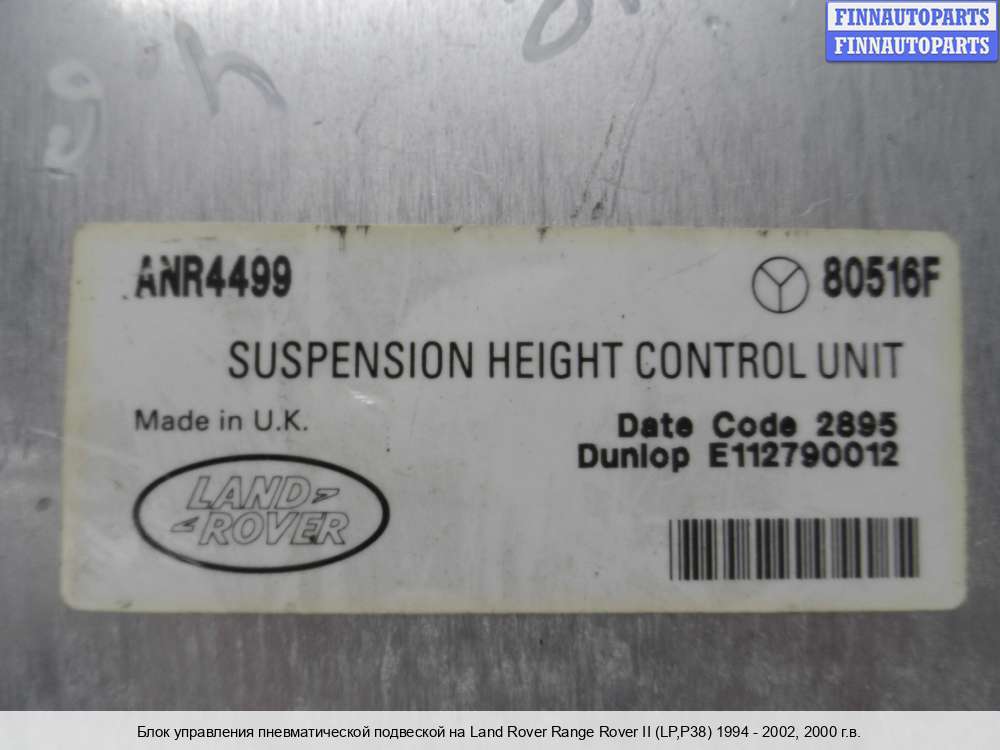 FINNAUTOPARTS
FINNAUTOPARTS
ANR4499
80516F
SUSPENSION HEIGHT CONTROL UNIT
Made in U.K.
Date Code 2895
Dunlop E112790012
LAND
ROVER
Блок управления пневматической подвеской на Land Rover Range Rover II (LP,P38) 1994 - 2002, 2000 г.в.